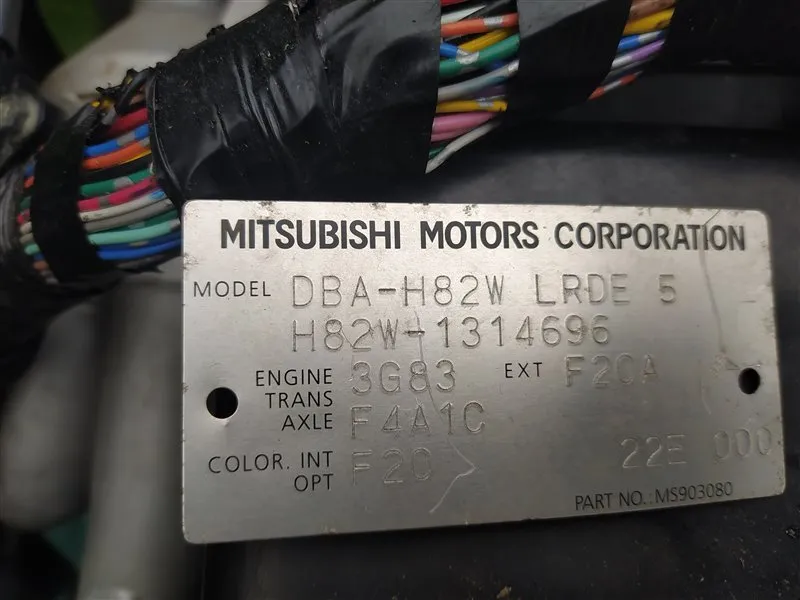 MITSUBISHI MOTORS CORPORATION
MODEL DBA-H82W LRDE 5
H82W-1314696
ENGINE 3G83 EXT F20A
TRANS
AXLE F4A1C
COLOR. INT F20 22E 000
OPT
PART NO.: MS903080